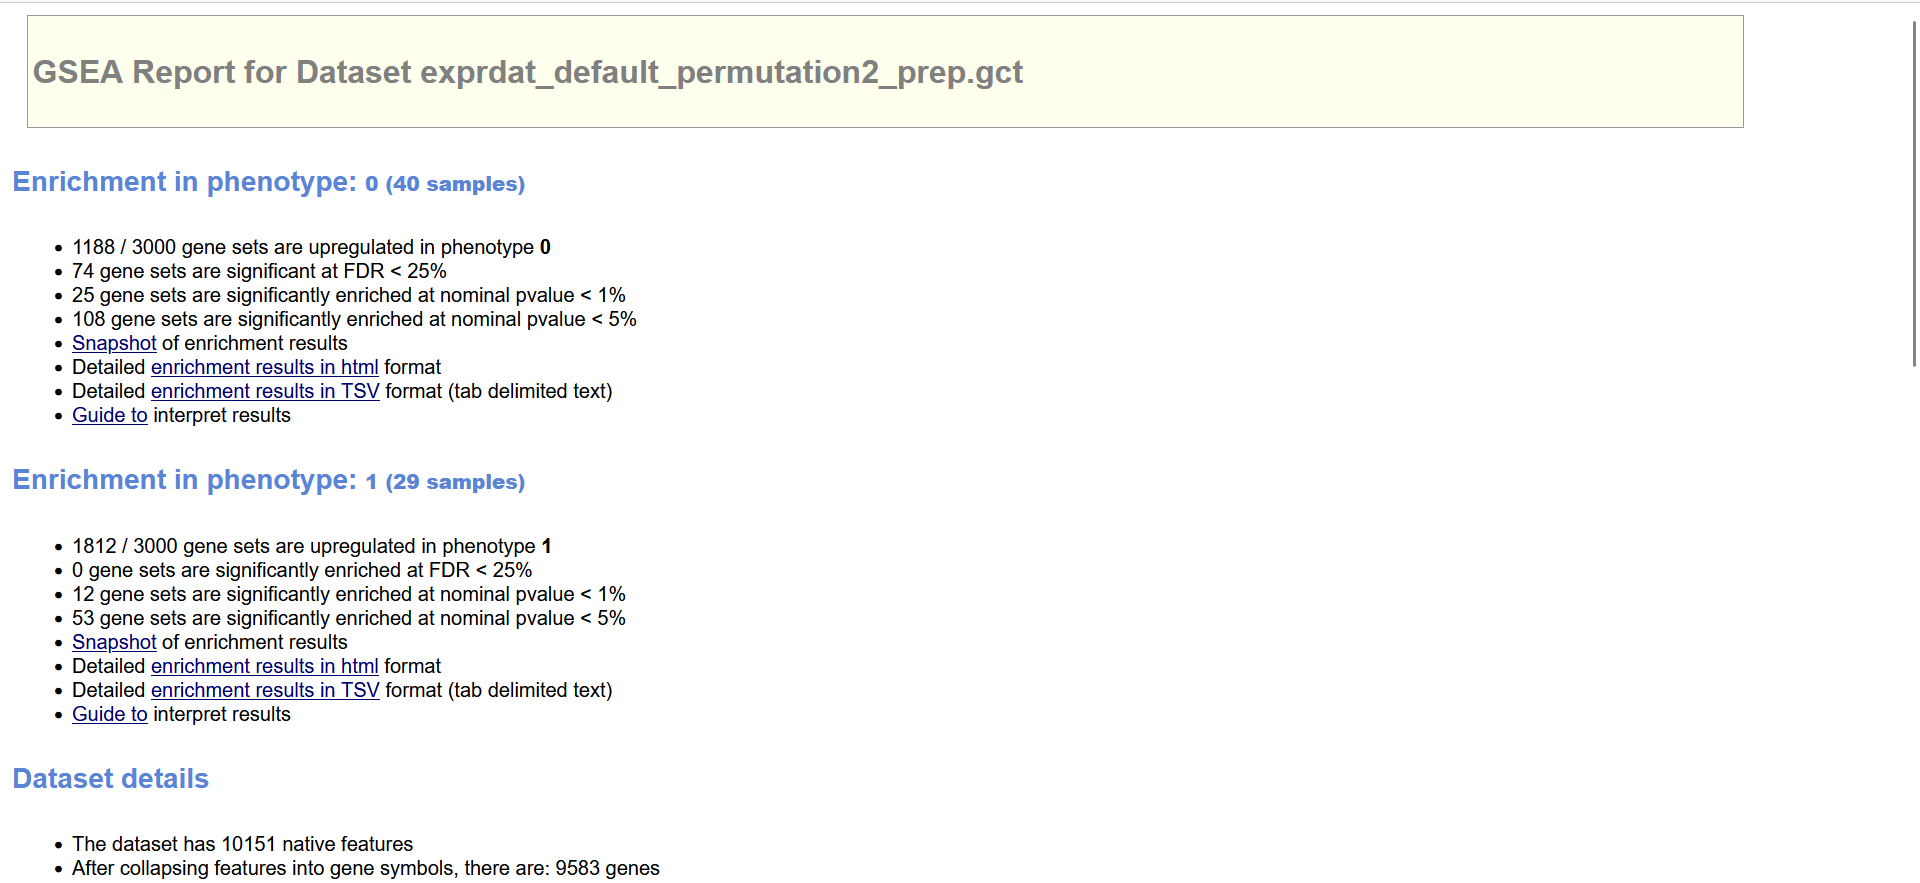 GSEA Report for Dataset exprdat_default_permutation2_prep.gct
Enrichment in phenotype: 0 (40 samples)
1188 / 3000 gene sets are upregulated in phenotype 0
74 gene sets are significant at FDR < 25%
25 gene sets are significantly enriched at nominal pvalue < 1%
108 gene sets are significantly enriched at nominal pvalue < 5%
Snapshot of enrichment results
Detailed enrichment results in html format
Detailed enrichment results in TSV format (tab delimited text)
Guide to interpret results
Enrichment in phenotype: 1 (29 samples)
1812 / 3000 gene sets are upregulated in phenotype 1
0 gene sets are significantly enriched at FDR < 25%
12 gene sets are significantly enriched at nominal pvalue < 1%
53 gene sets are significantly enriched at nominal pvalue < 5%
Snapshot of enrichment results
Detailed enrichment results in html format
Detailed enrichment results in TSV format (tab delimited text)
Guide to interpret results
Dataset details
The dataset has 10151 native features
After collapsing features into gene symbols, there are: 9583 genes